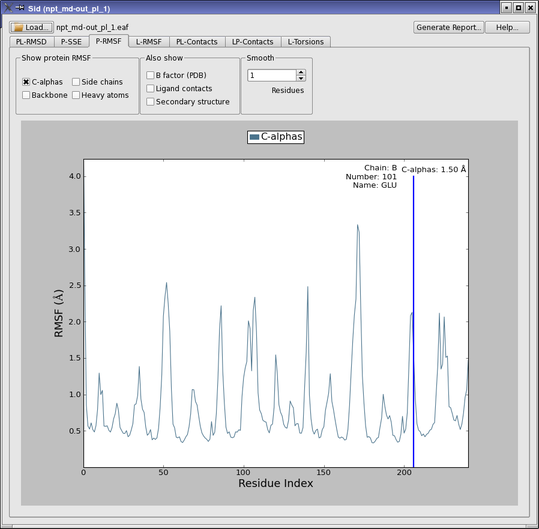 Sid (npt_md-out_pl_1)
Load... npt_md-out_pl_1.eaf Generate Report... Help...
PL-RMSD P-SSE P-RMSF L-RMSF PL-Contacts LP-Contacts L-Torsions
Show protein RMSF Also show Smooth
C-alphas Side chains B factor (PDB) 1
Backbone Heavy atoms Ligand contacts Residues
Secondary structure
C-alphas
Chain: B C-alphas: 1.50 Å
Number: 101
Name: GLU
4.0
3.5
3.0
2.5
2.0
1.5
1.0
0.5
RMSF (Å)
0 50 100 150 200
Residue Index